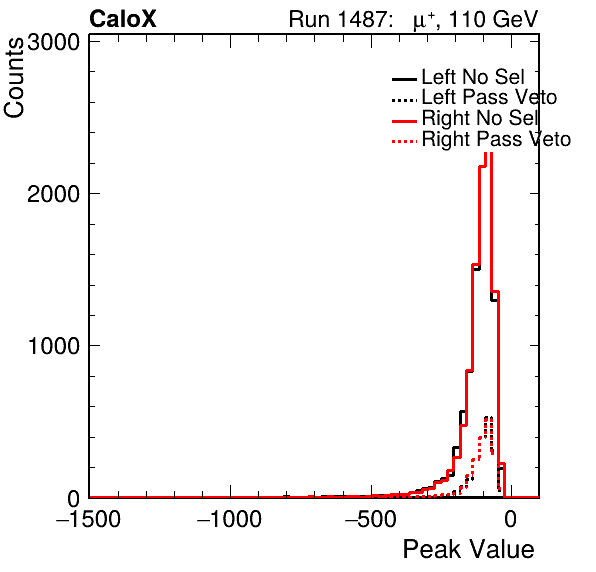 CaloX Run 1487: μ⁺, 110 GeV
Counts
3000
2000
1000
0
Left No Sel
Left Pass Veto
Right No Sel
Right Pass Veto
−1500 −1000 −500 0
Peak Value